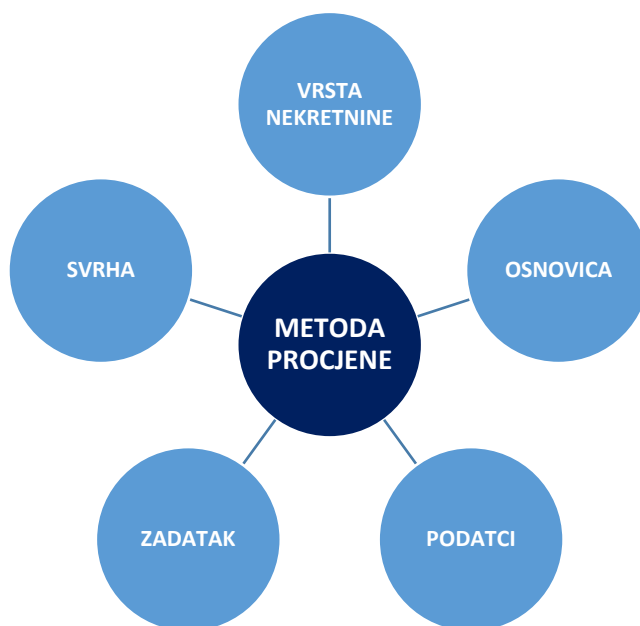 VRSTA
NEKRETNINE
SVRHA
OSNOVICA
METODA
PROCJENE
ZADATAK
PODATCI